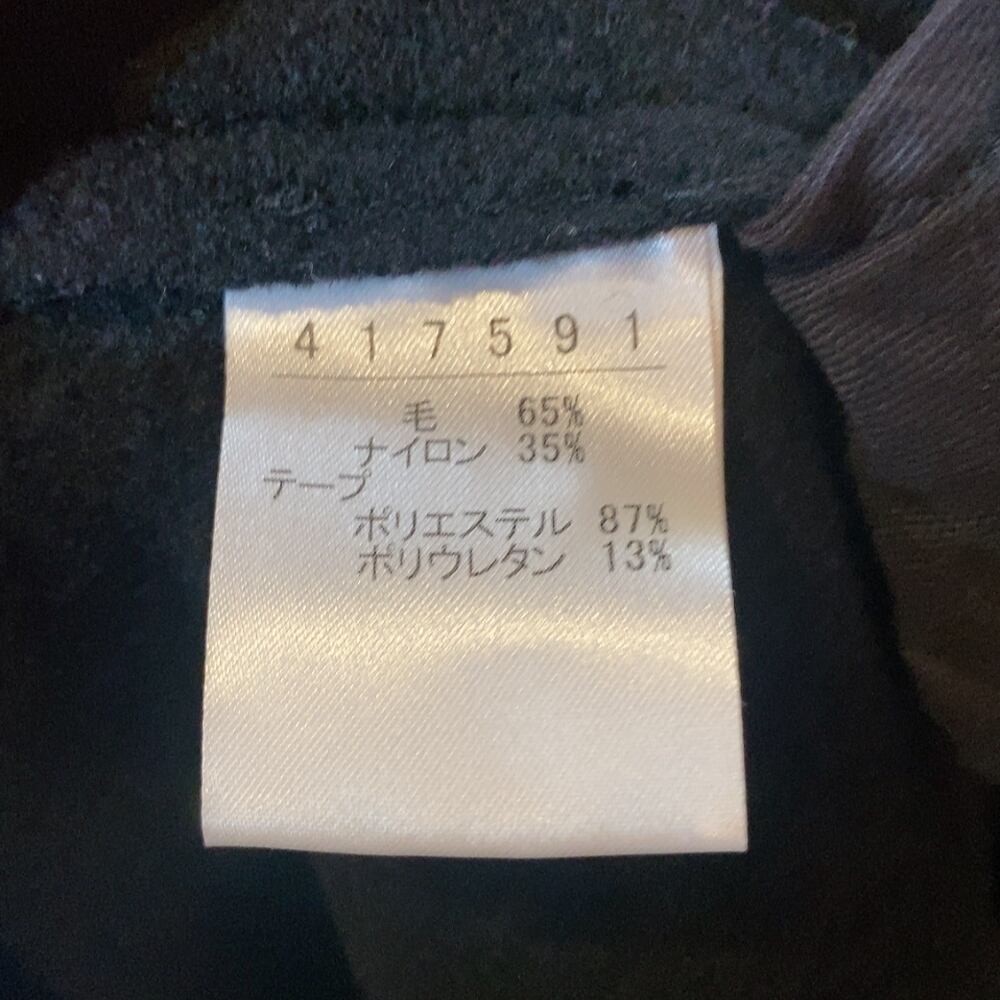 417591
毛 65%
ナイロン 35%
テープ
ポリエステル 87%
ポリウレタン 13%